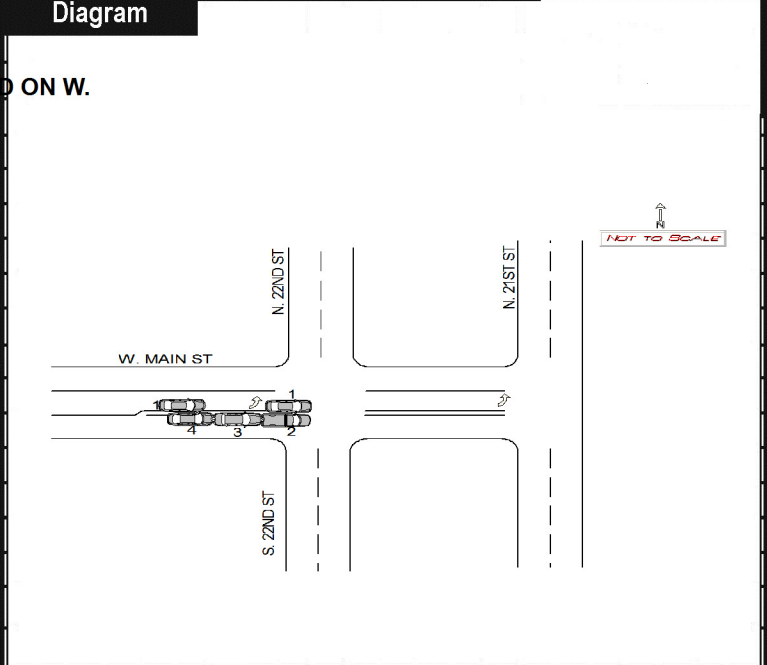 Diagram
ON W.
N
NOT TO SCALE
N. 22ND ST
N. 21ST ST
W. MAIN ST
1
1
4
3
2
S. 22ND ST